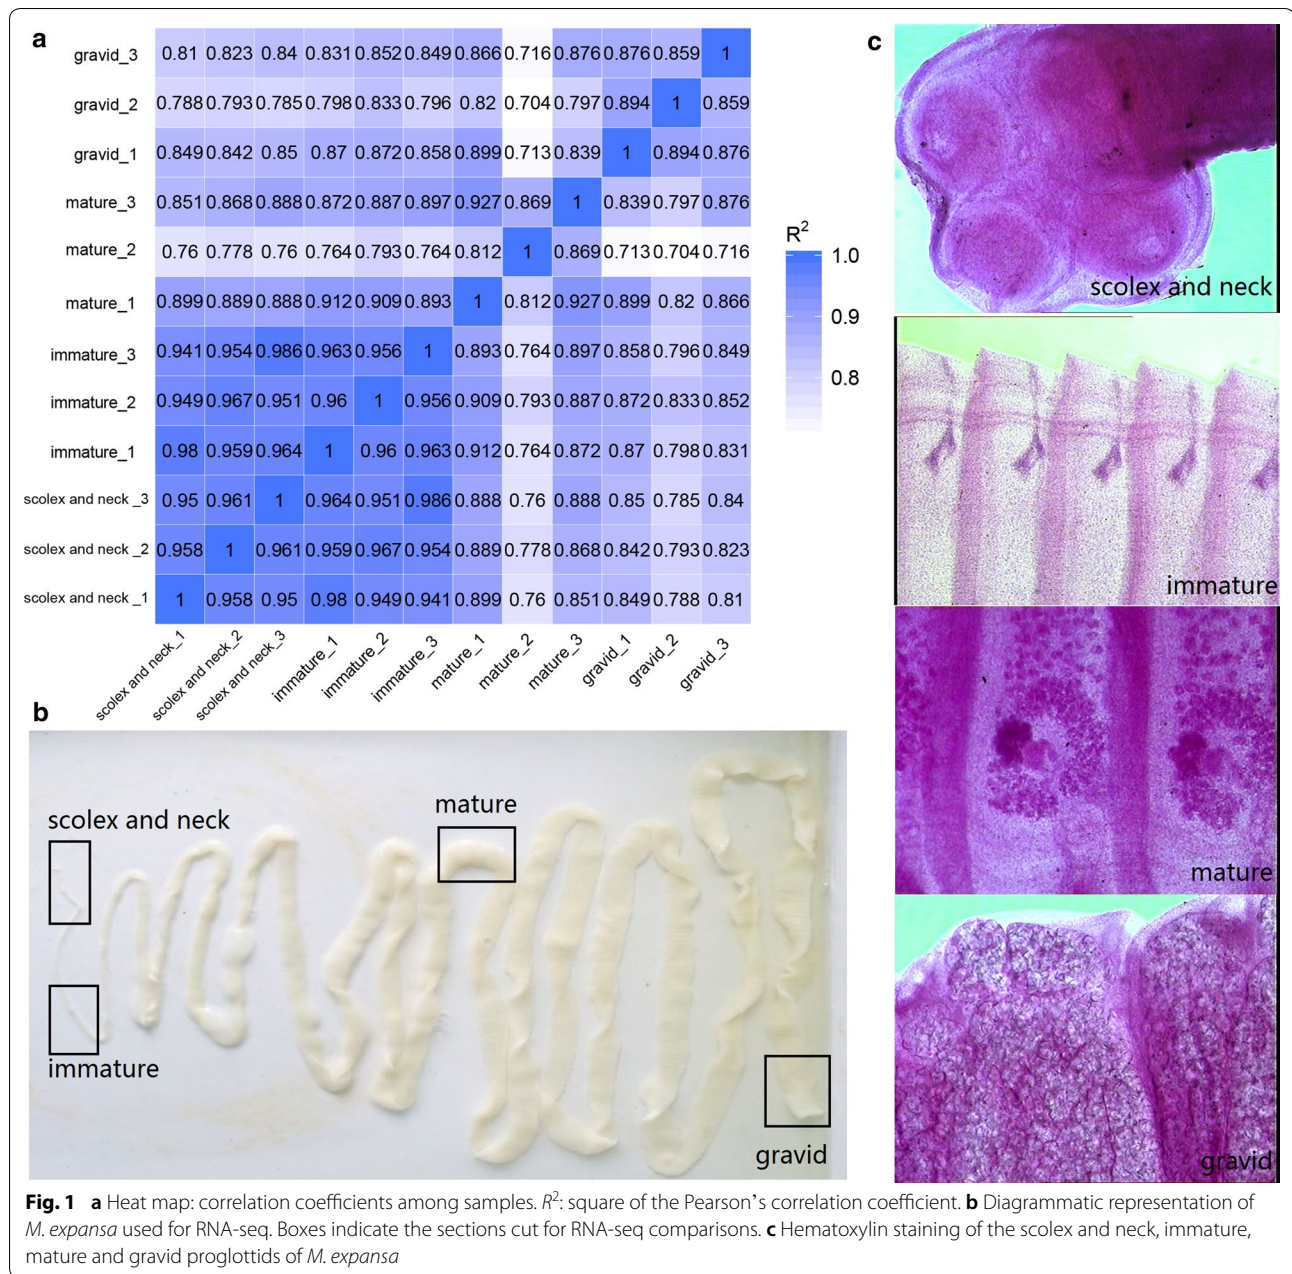 a
gravid_3 0.81 0.823 0.84 0.831 0.852 0.849 0.866 0.716 0.876 0.876 0.859 1
gravid_2 0.788 0.793 0.785 0.798 0.833 0.796 0.82 0.704 0.797 0.894 1 0.859
gravid_1 0.849 0.842 0.85 0.87 0.872 0.858 0.899 0.713 0.839 1 0.894 0.876
mature_3 0.851 0.868 0.888 0.872 0.887 0.897 0.927 0.869 1 0.839 0.797 0.876
mature_2 0.76 0.778 0.76 0.764 0.793 0.764 0.812 1 0.869 0.713 0.704 0.716
mature_1 0.899 0.889 0.888 0.912 0.909 0.893 1 0.812 0.927 0.899 0.82 0.866
immature_3 0.941 0.954 0.986 0.963 0.956 1 0.893 0.764 0.897 0.858 0.796 0.849
immature_2 0.949 0.967 0.951 0.96 1 0.956 0.909 0.793 0.887 0.872 0.833 0.852
immature_1 0.98 0.959 0.964 1 0.96 0.963 0.912 0.764 0.872 0.87 0.798 0.831
scolex and neck _3 0.95 0.961 1 0.964 0.951 0.986 0.888 0.76 0.888 0.85 0.785 0.84
scolex and neck _2 0.958 1 0.961 0.959 0.967 0.954 0.889 0.778 0.868 0.842 0.793 0.823
scolex and neck _1 1 0.958 0.95 0.98 0.949 0.941 0.899 0.76 0.851 0.849 0.788 0.81
scolex and neck_1 scolex and neck_2 scolex and neck_3 immature_1 immature_2 immature_3 mature_1 mature_2 mature_3 gravid_1 gravid_2 gravid_3
R²
1.0
0.9
0.8
b
scolex and neck
mature
immature
gravid
c
scolex and neck
immature
mature
gravid
Fig. 1 a Heat map: correlation coefficients among samples. R²: square of the Pearson's correlation coefficient. b Diagrammatic representation of
M. expansa used for RNA-seq. Boxes indicate the sections cut for RNA-seq comparisons. c Hematoxylin staining of the scolex and neck, immature,
mature and gravid proglottids of M. expansa